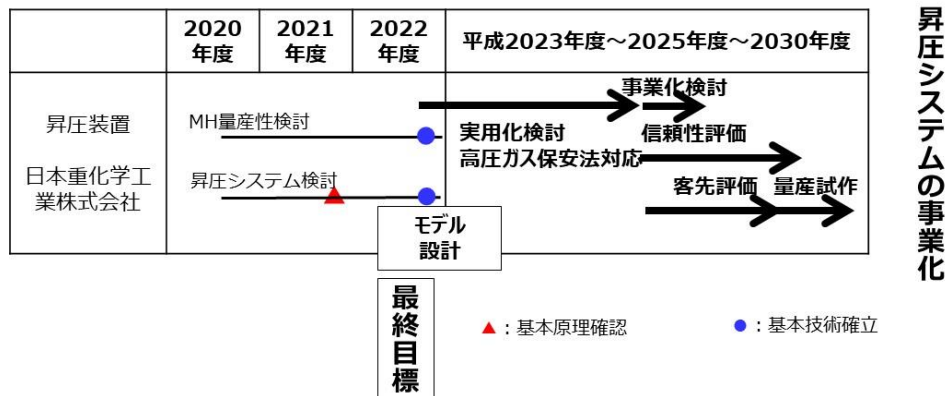 2020
年度
2021
年度
2022
年度
平成2023年度～2025年度～2030年度
昇圧装置
日本重化学工
業株式会社
MH量産性検討
昇圧システム検討
事業化検討
実用化検討
高圧ガス保安法対応
信頼性評価
客先評価
量産試作
モデル
設計
最終目標
▲：基本原理確認
●：基本技術確立
昇圧システムの事業化